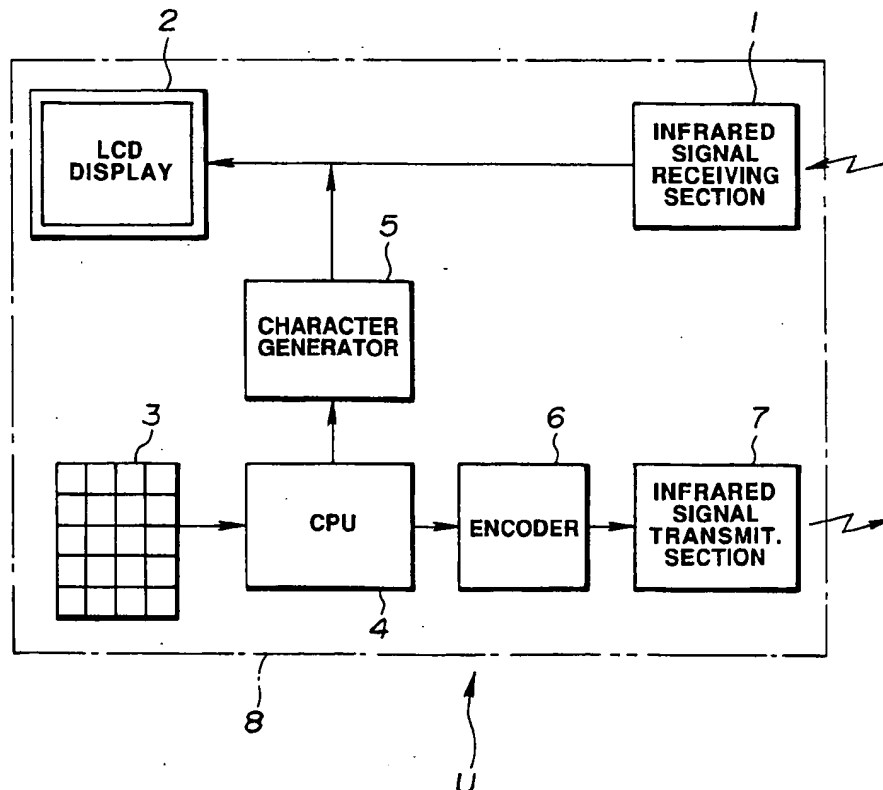 2
1
LCD
DISPLAY
INFRARED
SIGNAL
RECEIVING
SECTION
5
CHARACTER
GENERATOR
3
6
7
CPU
ENCODER
INFRARED
SIGNAL
TRANSMIT.
SECTION
4
8
U